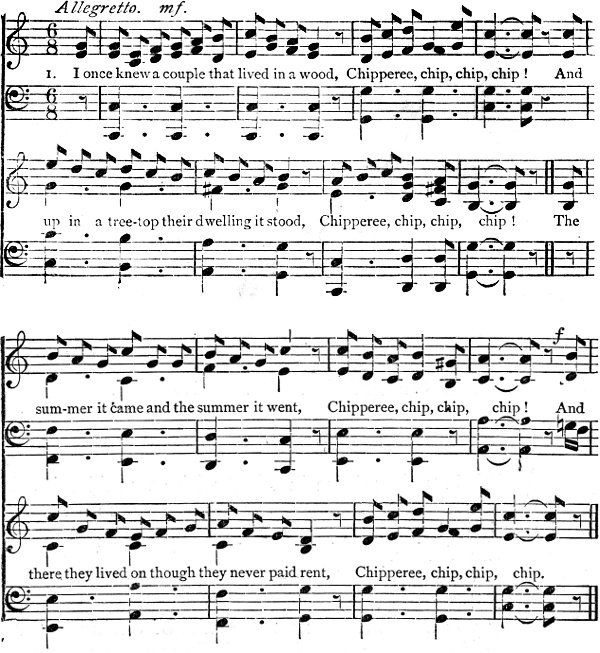 Allegretto. mf.
6 8
1. I once knew a couple that lived in a wood, Chipperee, chip, chip, chip! And
6 8
up in a tree-top their dwelling it stood, Chipperee, chip, chip, chip! The
f
sum-mer it came and the summer it went, Chipperee, chip, chip, chip! And
there they lived on though they never paid rent, Chipperee, chip, chip, chip.